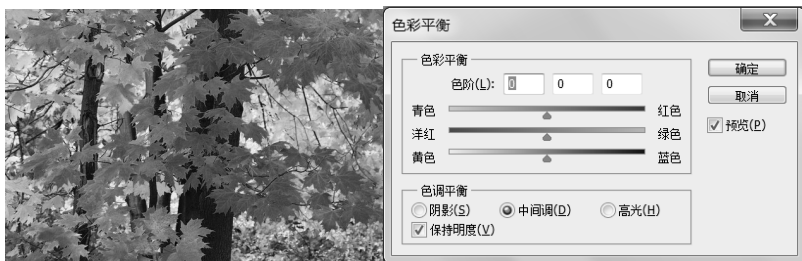 色彩平衡
色彩平衡
色阶(L): 0 0 0
青色 红色
洋红 绿色
黄色 蓝色
色调平衡
阴影(S) 中间调(D) 高光(H)
保持明度(V)
确定
取消
预览(P)